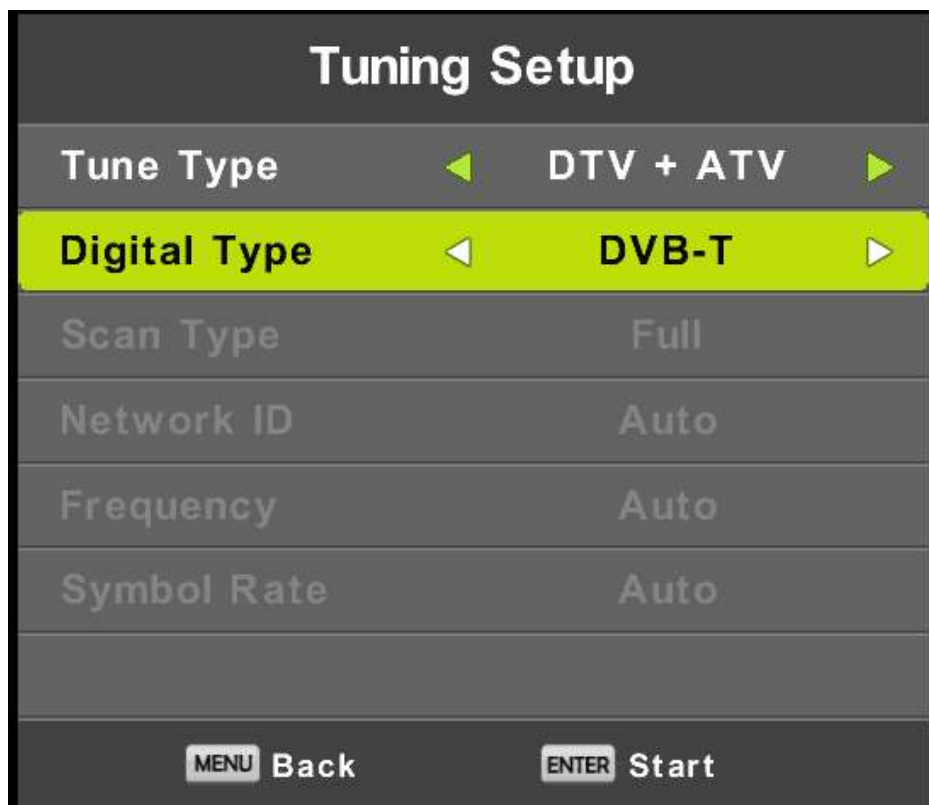 Tuning Setup
Tune Type DTV + ATV
Digital Type DVB-T
Scan Type Full
Network ID Auto
Frequency Auto
Symbol Rate Auto
MENU Back ENTER Start